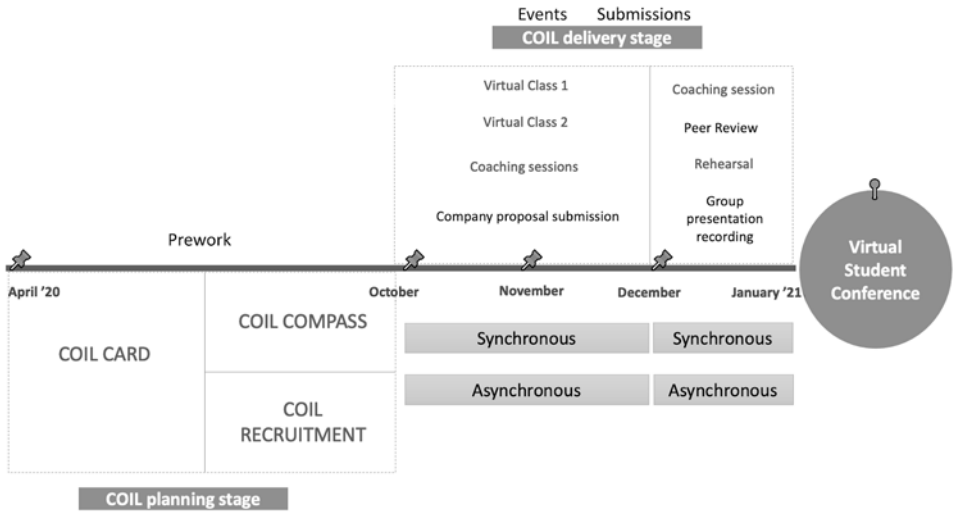 Events Submissions
COIL delivery stage
Virtual Class 1
Virtual Class 2
Coaching sessions
Company proposal submission
Coaching session
Peer Review
Rehearsal
Group
presentation
recording
Prework
Virtual
Student
Conference
April '20
October
November
December
January '21
COIL CARD
COIL COMPASS
COIL
RECRUITMENT
Synchronous
Synchronous
Asynchronous
Asynchronous
COIL planning stage